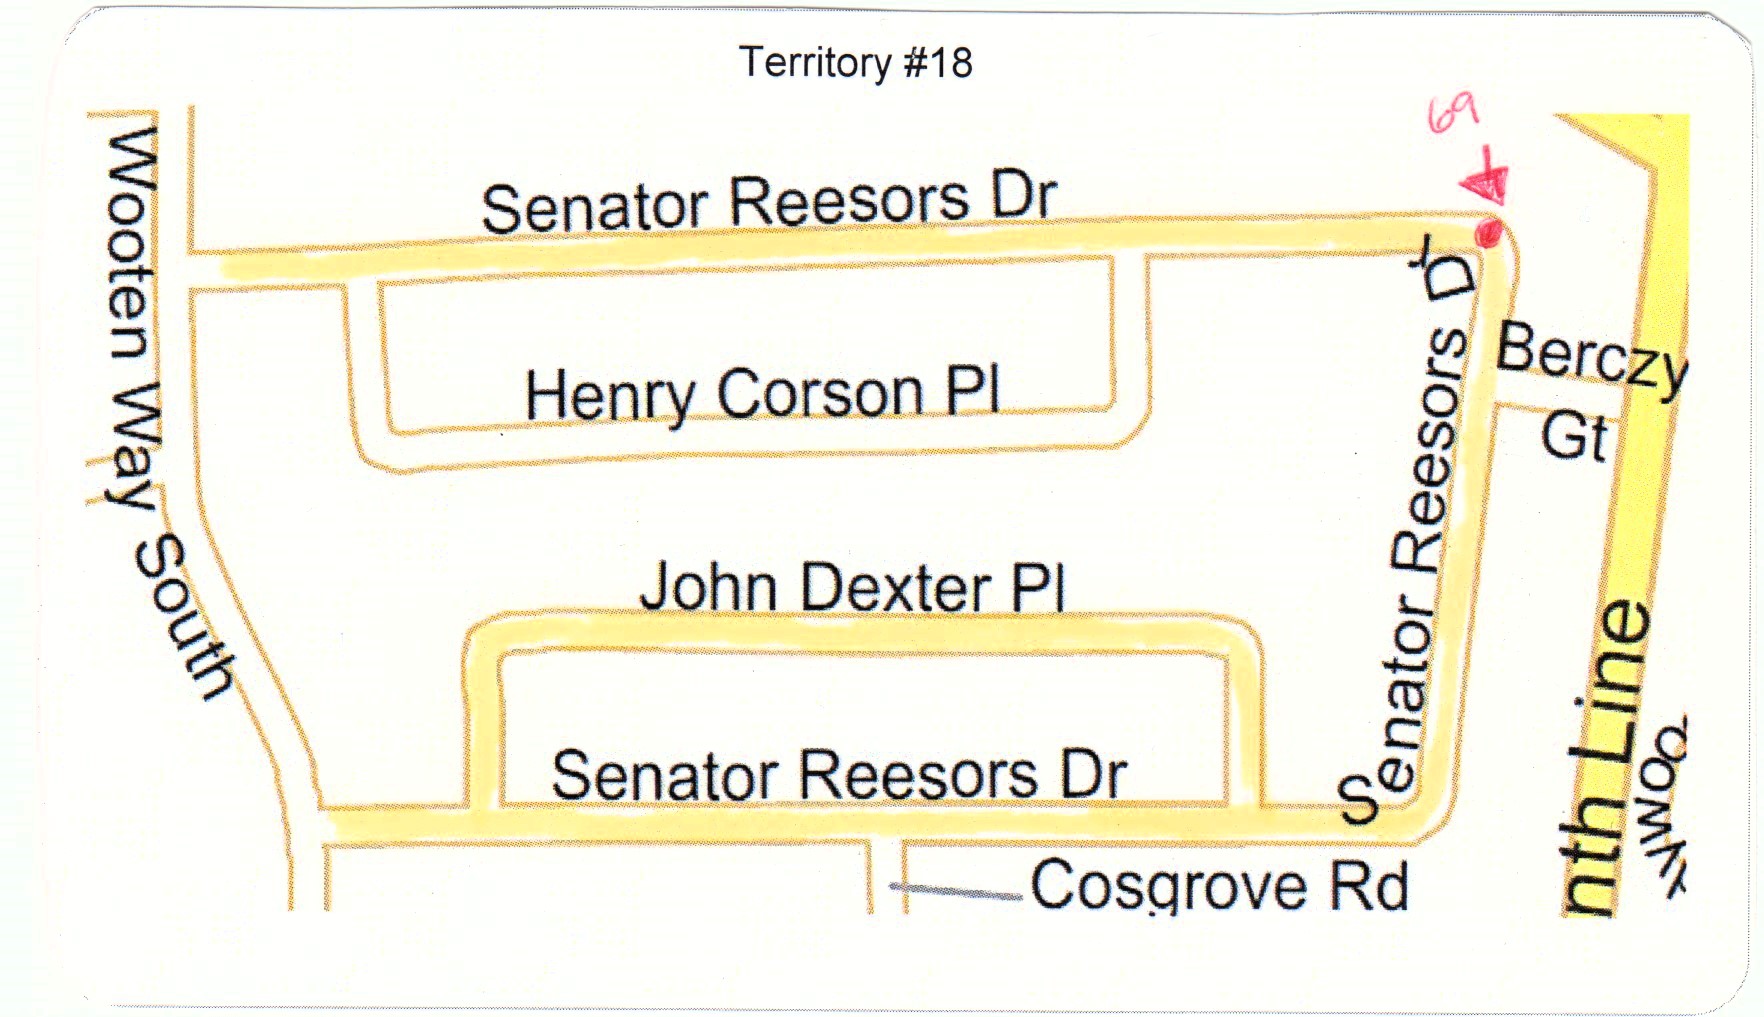 Territory #18
69
Senator Reesors Dr
Wooten Way South
Senator Reesors Dr
Berczy
Gt
Henry Corson Pl
John Dexter Pl
Senator Reesors Dr
nth Line
Cosgrove Rd